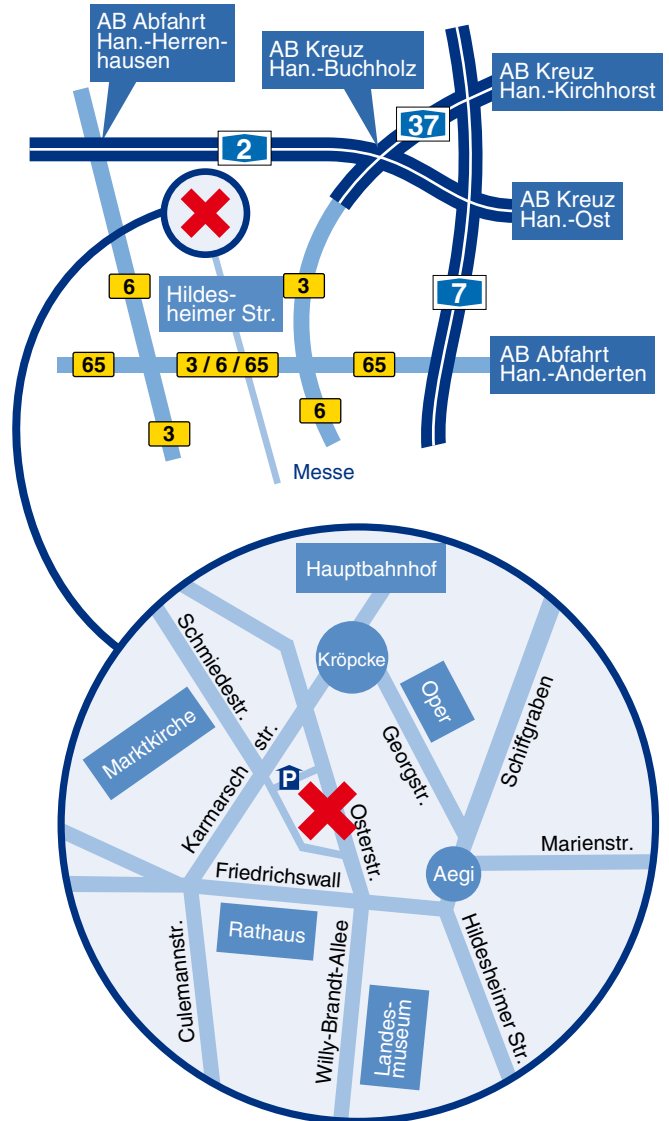 AB Abfahrt
Han.-Herren-
hausen
AB Kreuz
Han.-Buchholz
AB Kreuz
Han.-Kirchhorst
37
2
AB Kreuz
Han.-Ost
6
Hildes-
heimer Str.
3
7
65
3 / 6 / 65
65
AB Abfahrt
Han.-Anderten
6
3
Messe
Hauptbahnhof
Schmiedestr.
Kröpcke
Oper
Schiffgraben
Marktkirche
Karmarsch
str.
Georgstr.
P
Osterstr.
Marienstr.
Friedrichswall
Aegi
Rathaus
Culemannstr.
Willy-Brandt-Allee
Landes-
museum
Hildesheimer Str.